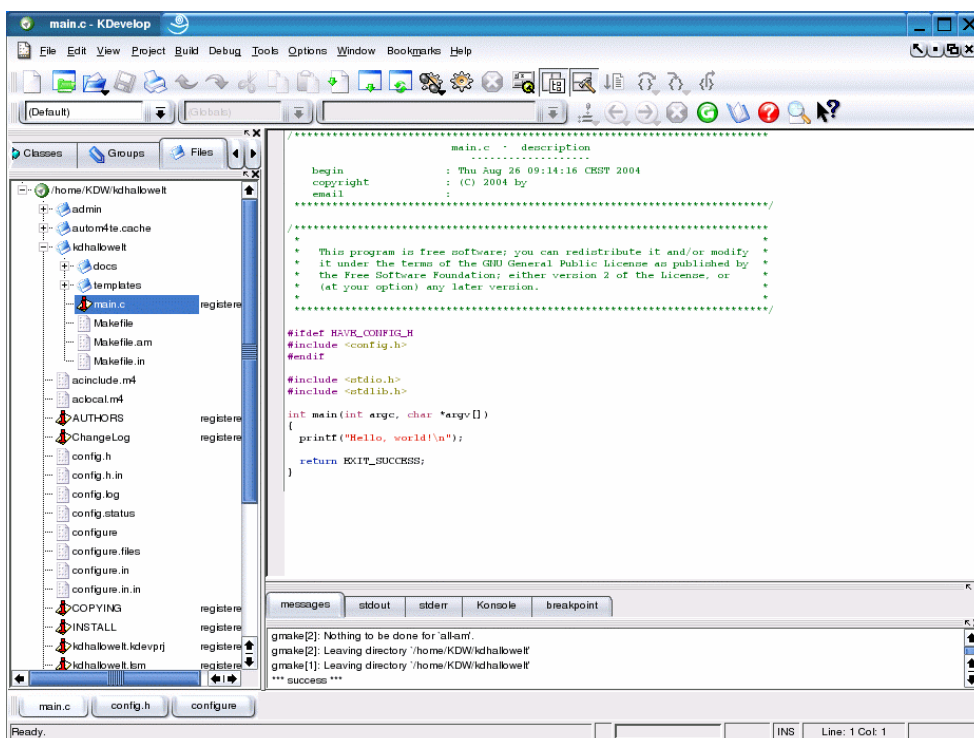 main.c - KDevelop
File Edit View Project Build Debug Tools Options Window Bookmarks Help
(Default)
(Globals)
Classes Groups Files
/home/KDW/kdhallowelt
admin
autom4te.cache
kdhallowelt
docs
templates
main.c registere
Makefile
Makefile.am
Makefile.in
acinclude.m4
aclocal.m4
AUTHORS registere
ChangeLog registere
config.h
config.h.in
config.log
config.status
configure
configure.files
configure.in
configure.in.in
COPYING registere
INSTALL registere
kdhallowelt.kdevprj registere
kdhallowelt.lsm registere
/***************************************************************************
main.c - description
-------------------
begin : Thu Aug 26 09:14:16 CEST 2004
copyright : (C) 2004 by
email :
***************************************************************************/
/***************************************************************************
* *
* This program is free software; you can redistribute it and/or modify *
* it under the terms of the GNU General Public License as published by *
* the Free Software Foundation; either version 2 of the License, or *
* (at your option) any later version. *
* *
***************************************************************************/
#ifdef HAVE_CONFIG_H
#include <config.h>
#endif
#include <stdio.h>
#include <stdlib.h>
int main(int argc, char *argv[])
{
printf("Hello, world!\n");
return EXIT_SUCCESS;
}
messages stdout stderr Konsole breakpoint
gmake[2]: Nothing to be done for `all-am'.
gmake[2]: Leaving directory `/home/KDW/kdhallowelt'
gmake[1]: Leaving directory `/home/KDW/kdhallowelt'
*** success ***
main.c config.h configure
Ready. INS Line: 1 Col: 1